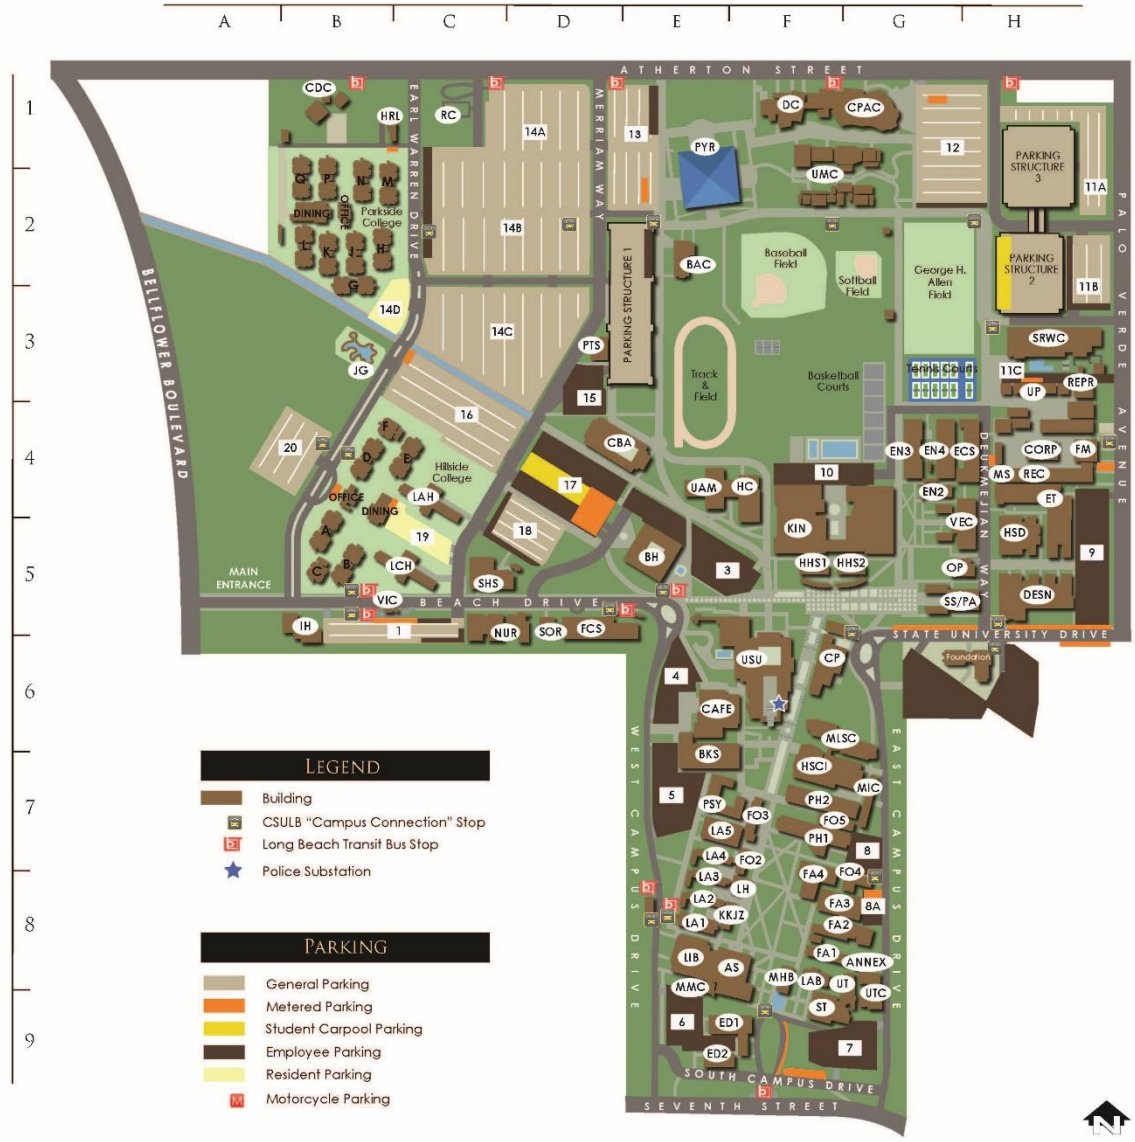 A B C D E F G H
ATHERTON STREET
1
CDC
HRL
RC
EARL WARREN DRIVE
14A
MERRIAM WAY
13
DC
CPAC
PYR
UMC
12
PARKING
STRUCTURE
3
11A
2
Q P N M
DINING
OFFICE
Parkside
College
L K J H
G
14B
BAC
Baseball
Field
Softball
Field
George H.
Allen
Field
PARKING
STRUCTURE
2
11B
PALO VERDE AVENUE
BELLFLOWER BOULEVARD
14D
14C
PARKING STRUCTURE 1
3
JG
PTS
SRWC
Track
&
Field
Basketball
Courts
Tennis Courts
11C
UP
REPR
16
15
20
4
F
D
E
Hillside
College
CBA
EN3
EN4
ECS
DEUKMEJIAN WAY
CORP
FM
MS
REC
10
OFFICE
LAH
DINING
17
UAM
HC
EN2
ET
18
KIN
VEC
HSD
A
19
BH
9
5
MAIN
ENTRANCE
C
B
LCH
SHS
3
HHS1
HHS2
OP
DESN
VIC
BEACH DRIVE
SS/PA
IH
1
NUR
SOR
FCS
STATE UNIVERSITY DRIVE
USU
CP
Foundation
6
4
CAFE
WEST CAMPUS DRIVE
EAST CAMPUS DRIVE
MLSC
BKS
HSCI
LEGEND
Building
CSULB "Campus Connection" Stop
Long Beach Transit Bus Stop
Police Substation
7
5
MIC
PSY
PH2
FO3
FO5
LA5
PH1
8
LA4
FO2
LA3
FA4
FO4
LH
8
LA2
FA3
8A
KKJZ
LA1
FA2
FA1
ANNEX
LIB
AS
MHB
LAB
UT
MMC
UTC
ST
6
ED1
7
ED2
SOUTH CAMPUS DRIVE
SEVENTH STREET
PARKING
General Parking
Metered Parking
Student Carpool Parking
9
Employee Parking
Resident Parking
M Motorcycle Parking
N